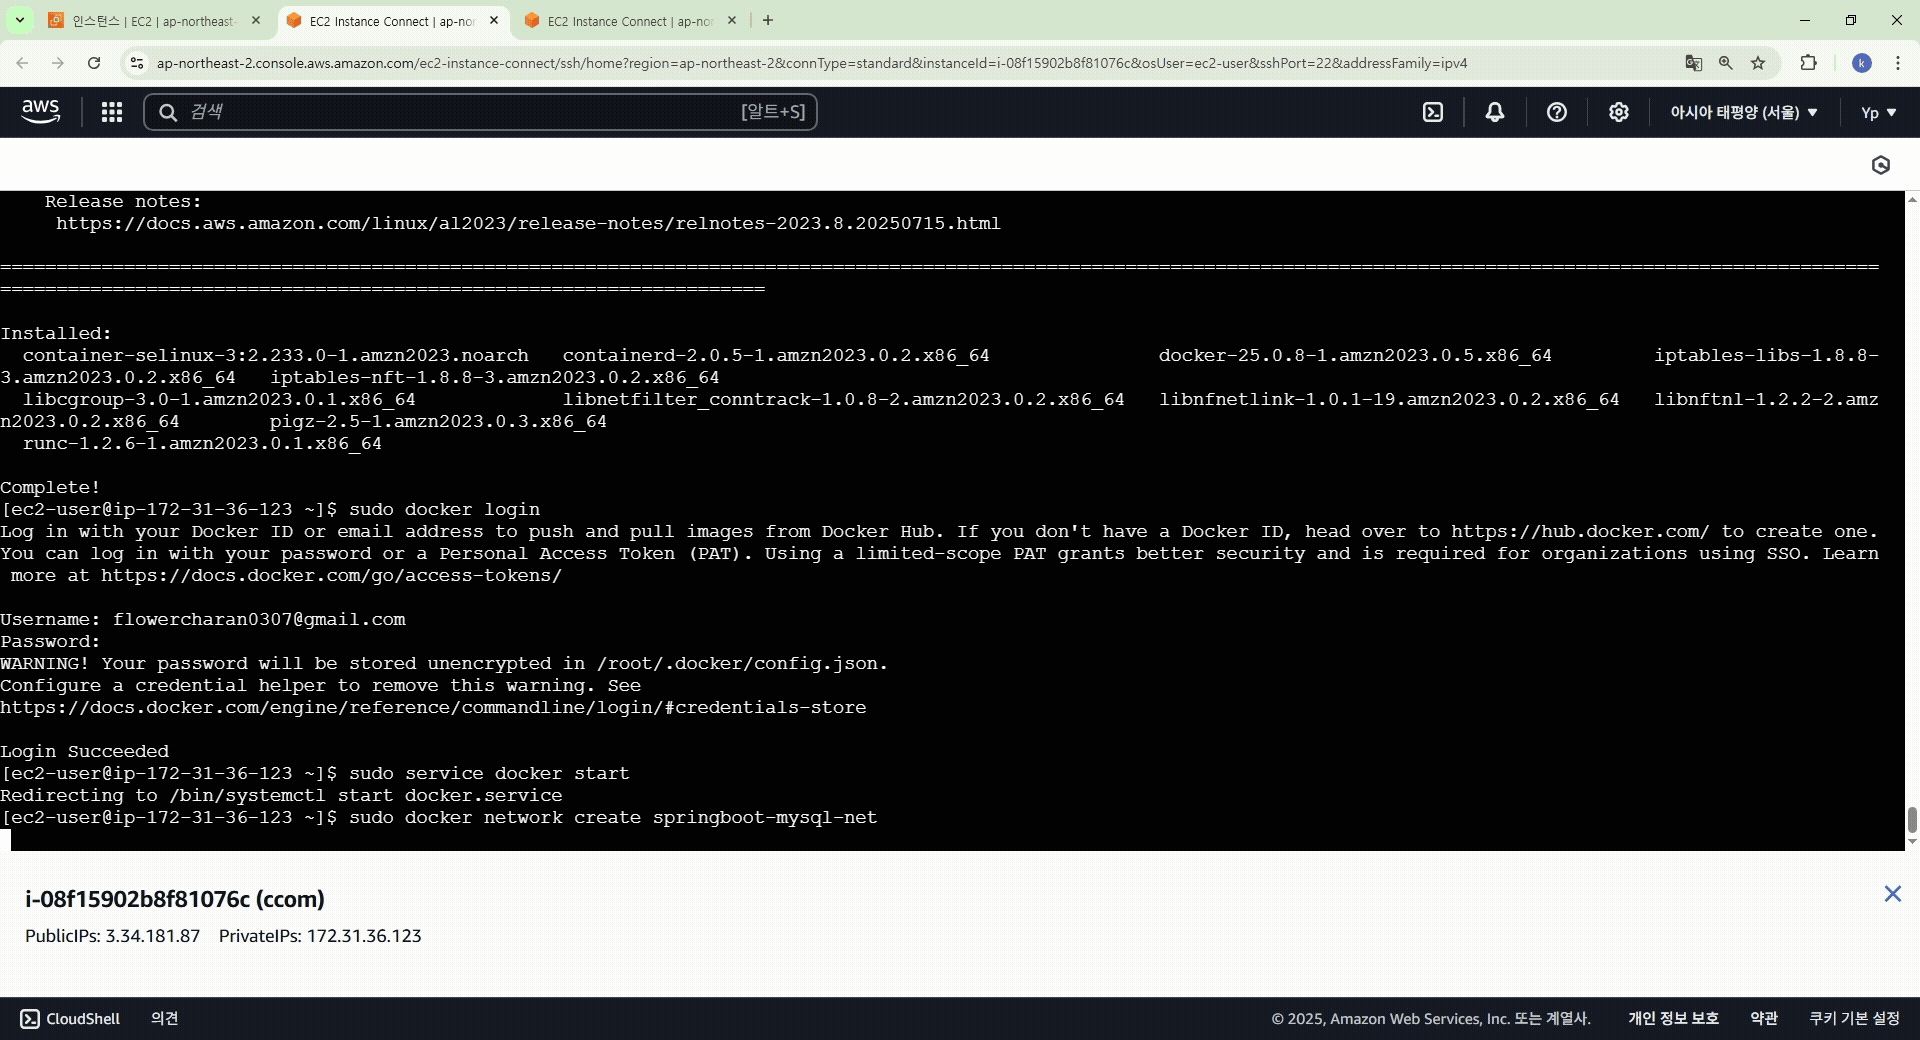 인스턴스 | EC2 | ap-northeast-
EC2 Instance Connect | ap-nor
EC2 Instance Connect | ap-no
ap-northeast-2.console.aws.amazon.com/ec2-instance-connect/ssh/home?region=ap-northeast-2&connType=standard&instanceId=i-08f15902b8f81076c&osUser=ec2-user&sshPort=22&addressFamily=ipv4
k
aws
검색
[알트+S]
아시아 태평양 (서울) ▼
Yp ▼
Release notes:
https://docs.aws.amazon.com/linux/al2023/release-notes/relnotes-2023.8.20250715.html
=======================================================================================================================================================================
====================================================================
Installed:
container-selinux-3:2.233.0-1.amzn2023.noarch   containerd-2.0.5-1.amzn2023.0.2.x86_64   docker-25.0.8-1.amzn2023.0.5.x86_64   iptables-libs-1.8.8-
3.amzn2023.0.2.x86_64   iptables-nft-1.8.8-3.amzn2023.0.2.x86_64
libcgroup-3.0-1.amzn2023.0.1.x86_64   libnetfilter_conntrack-1.0.8-2.amzn2023.0.2.x86_64   libnfnetlink-1.0.1-19.amzn2023.0.2.x86_64   libnftnl-1.2.2-2.amz
n2023.0.2.x86_64   pigz-2.5-1.amzn2023.0.3.x86_64
runc-1.2.6-1.amzn2023.0.1.x86_64
Complete!
[ec2-user@ip-172-31-36-123 ~]$ sudo docker login
Log in with your Docker ID or email address to push and pull images from Docker Hub. If you don't have a Docker ID, head over to https://hub.docker.com/ to create one.
You can log in with your password or a Personal Access Token (PAT). Using a limited-scope PAT grants better security and is required for organizations using SSO. Learn
more at https://docs.docker.com/go/access-tokens/
Username: flowercharan0307@gmail.com
Password:
WARNING! Your password will be stored unencrypted in /root/.docker/config.json.
Configure a credential helper to remove this warning. See
https://docs.docker.com/engine/reference/commandline/login/#credentials-store
Login Succeeded
[ec2-user@ip-172-31-36-123 ~]$ sudo service docker start
Redirecting to /bin/systemctl start docker.service
[ec2-user@ip-172-31-36-123 ~]$ sudo docker network create springboot-mysql-net
i-08f15902b8f81076c (ccom)
PublicIPs: 3.34.181.87   PrivateIPs: 172.31.36.123
CloudShell
의견
© 2025, Amazon Web Services, Inc. 또는 계열사.
개인 정보 보호
약관
쿠키 기본 설정